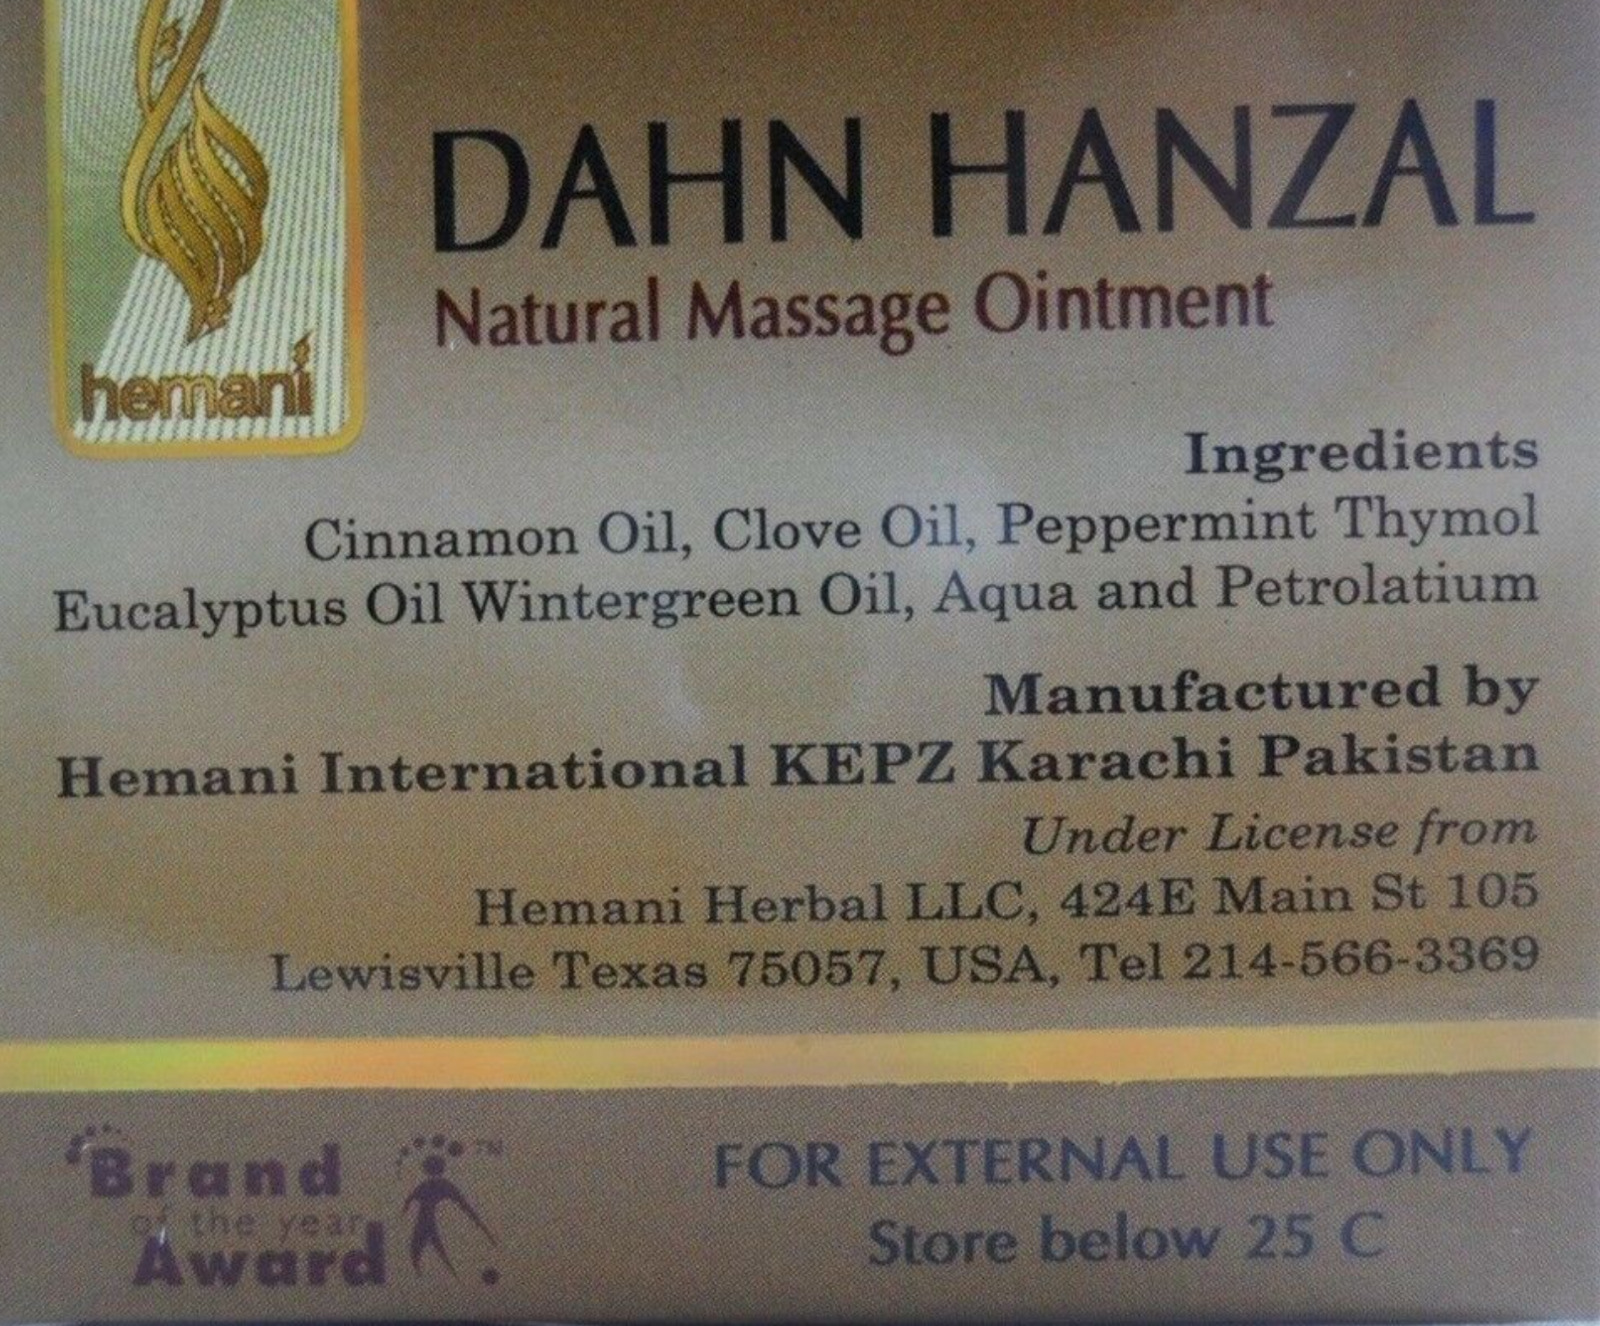 DAHN HANZAL
Natural Massage Ointment
hemani
Ingredients
Cinnamon Oil, Clove Oil, Peppermint Thymol
Eucalyptus Oil Wintergreen Oil, Aqua and Petrolatium
Manufactured by
Hemani International KEPZ Karachi Pakistan
Under License from
Hemani Herbal LLC, 424E Main St 105
Lewisville Texas 75057, USA, Tel 214-566-3369
Brand
of the year
Award
TM
FOR EXTERNAL USE ONLY
Store below 25 C